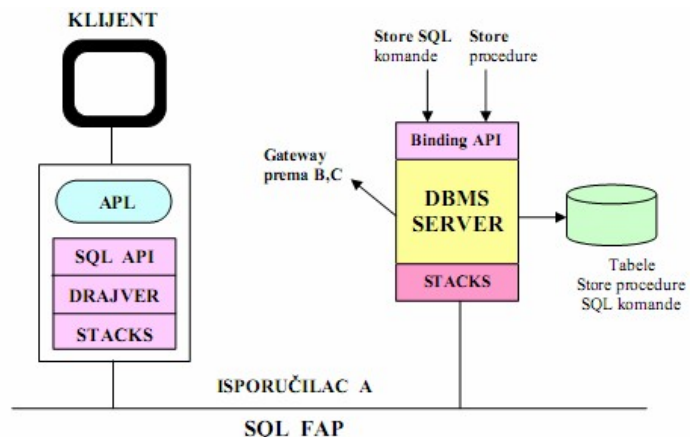 KLIJENT
APL
SQL API
DRAJVER
STACKS
Store SQL
komande
Store
procedure
Binding API
Gateway
prema B,C
DBMS
SERVER
STACKS
Tabele
Store procedure
SQL komande
ISPORUČILAC A
SQL FAP